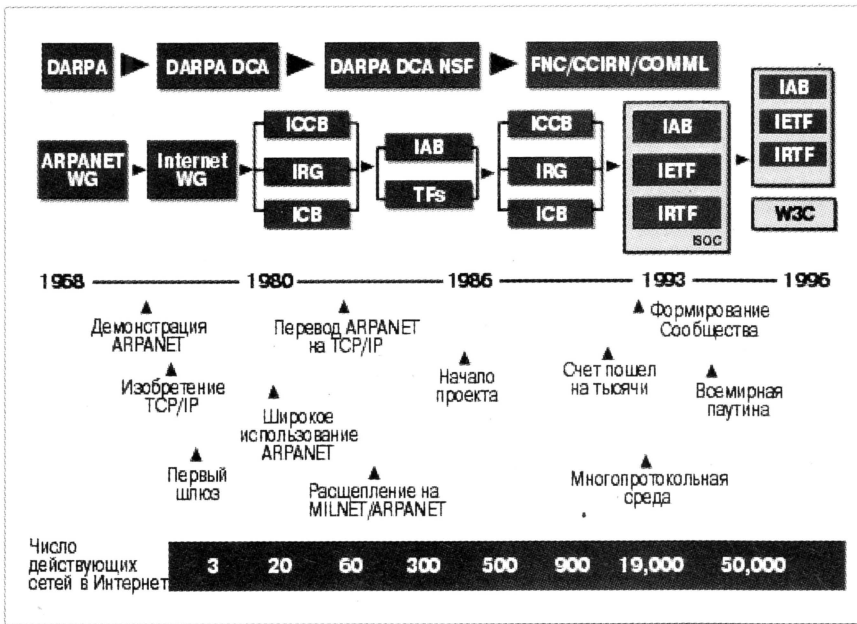 DARPA
DARPA DCA
DARPA DCA NSF
FNC/CCIRN/COMML
IAB
IETF
IRTF
ARPANET
WG
Internet
WG
ICCB
IRG
ICB
IAB
TFs
ICCB
IRG
ICB
IAB
IETF
IRTF
ISOC
W3C
1968
1980
1986
1993
1996
Демонстрация
ARPANET
Перевод ARPANET
на TCP/IP
Формирование
Сообщества
Изобретение
TCP/IP
Начало
проекта
Счет пошел
на тысячи
Всемирная
паутина
Широкое
использование
ARPANET
Первый
шлюз
Расщепление на
MILNET/ARPANET
Многопротокольная
среда
Число
действующих
сетей в Интернет
3 20 60 300 500 900 19,000 50,000